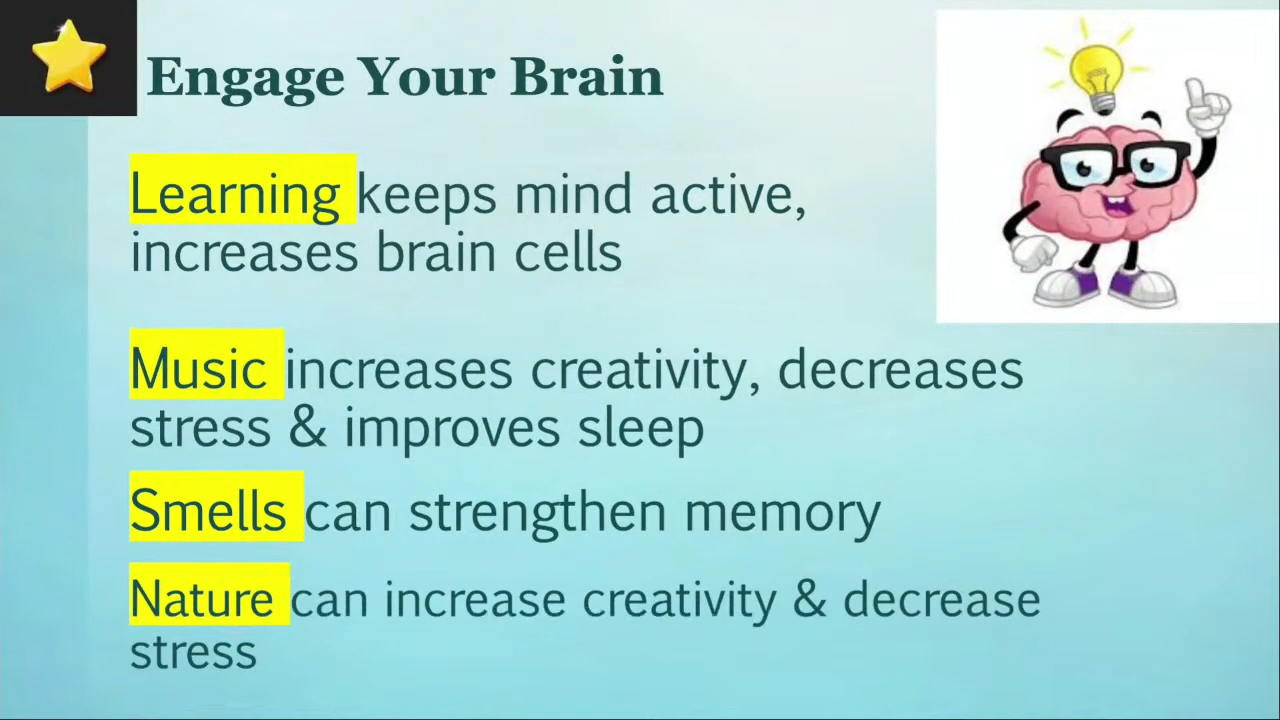 Engage Your Brain
Learning keeps mind active,
increases brain cells
Music increases creativity, decreases
stress & improves sleep
Smells can strengthen memory
Nature can increase creativity & decrease
stress